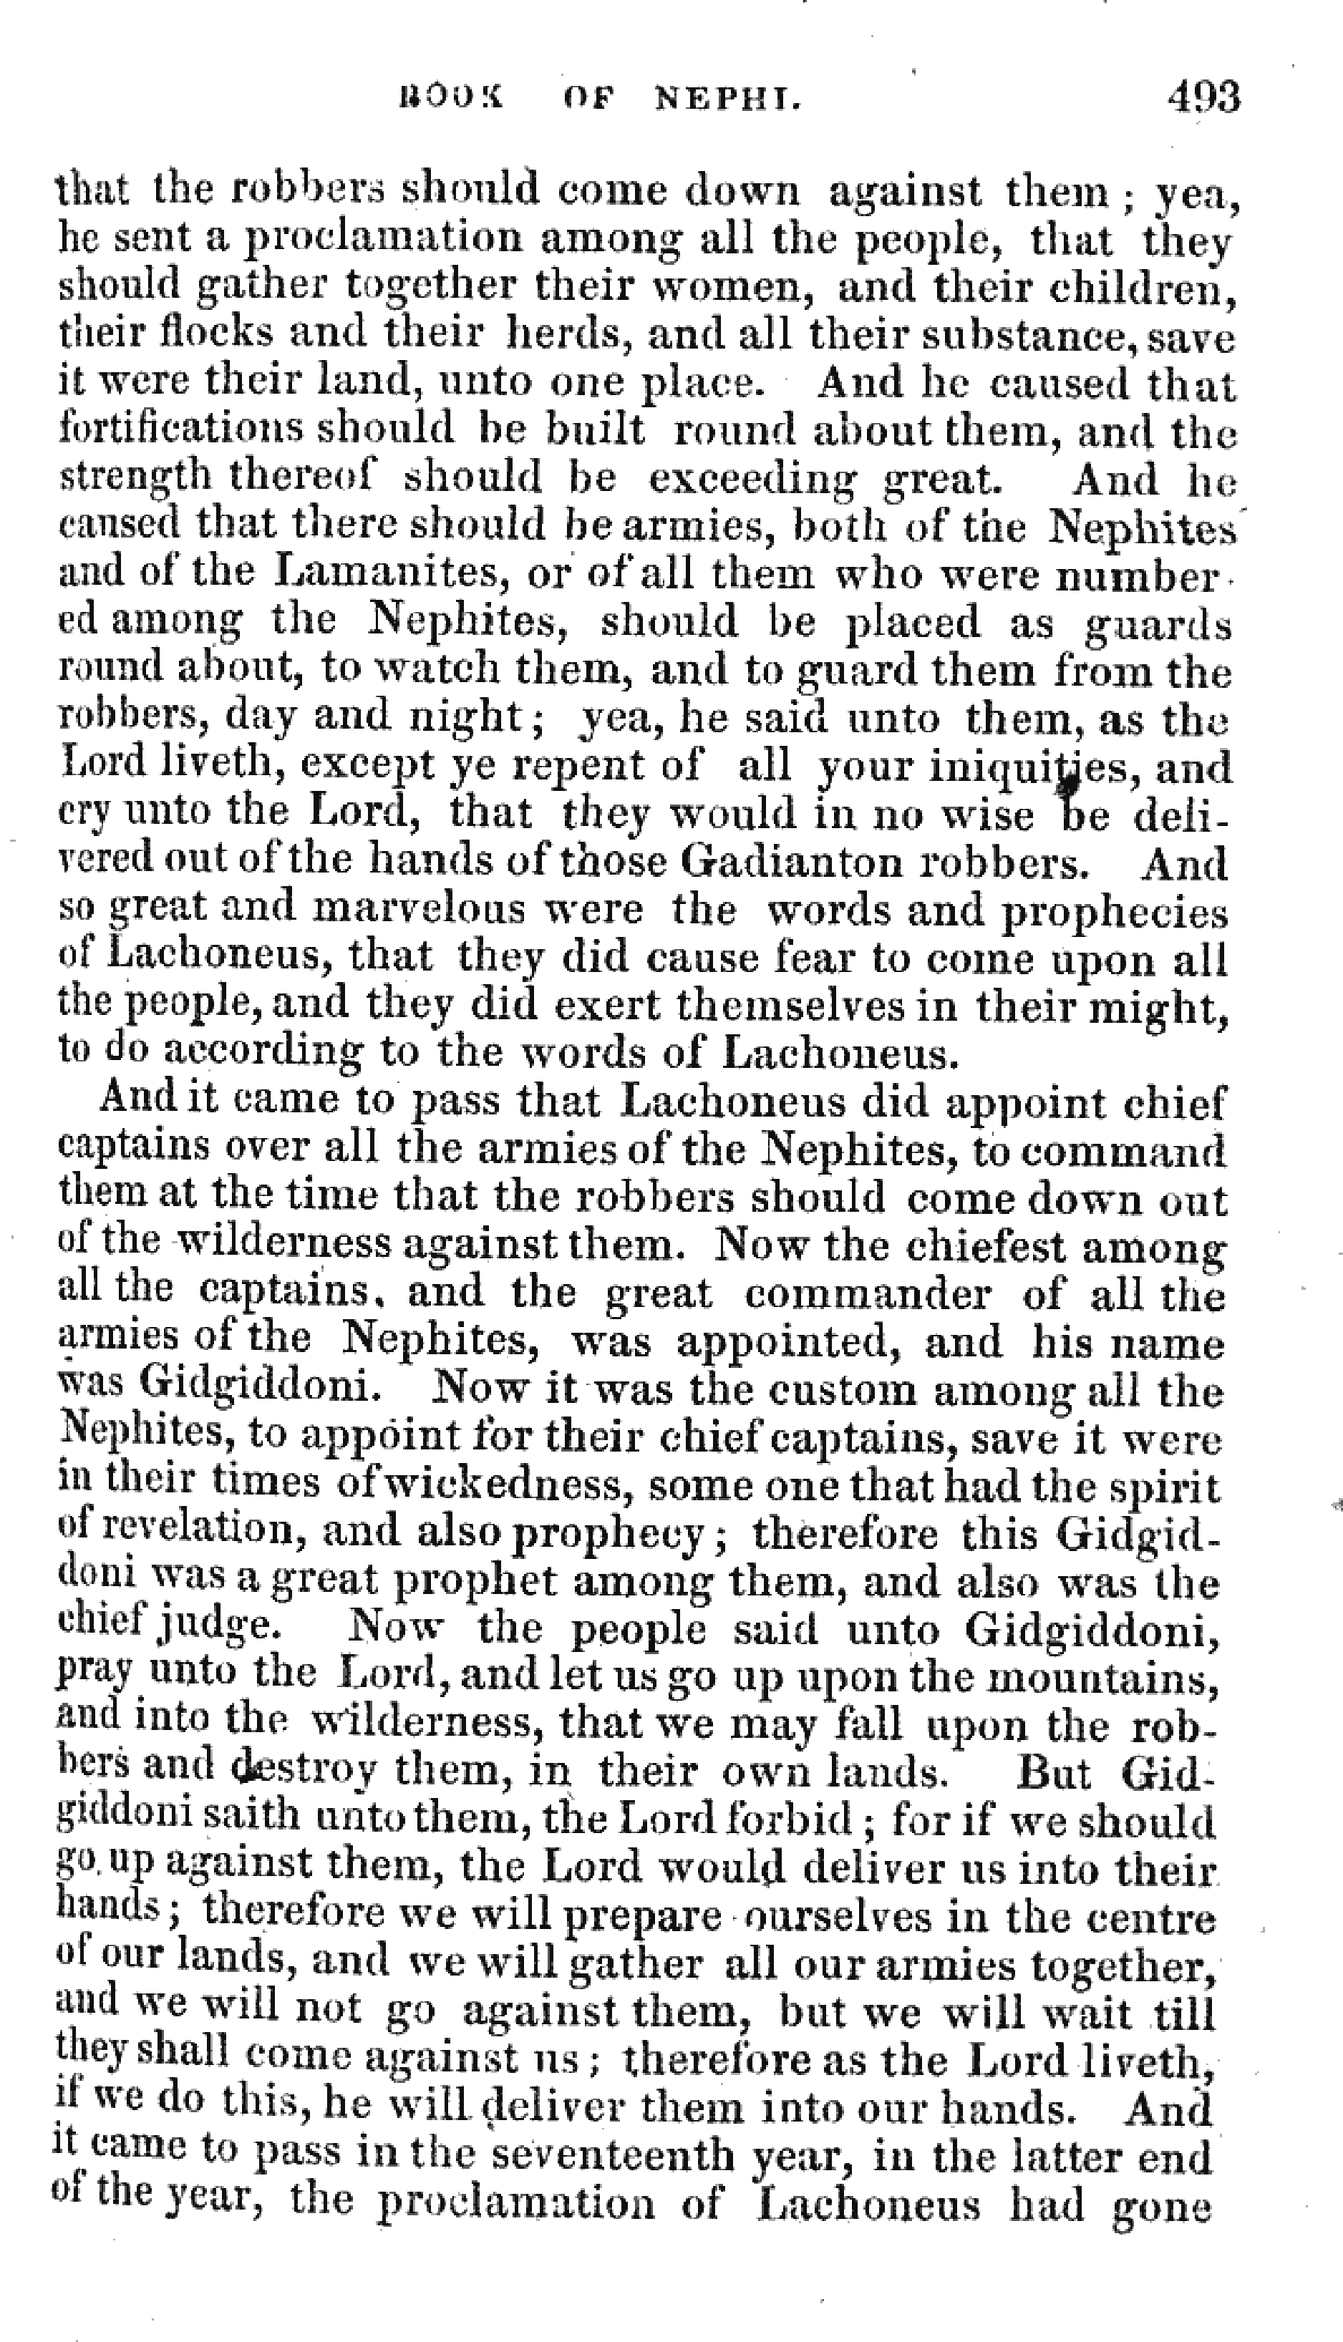 BOOK OF NEPHI. 493
that the robbers should come down against them; yea,
he sent a proclamation among all the people, that they
should gather together their women, and their children,
their flocks and their herds, and all their substance, save
it were their land, unto one place. And he caused that
fortifications should be built round about them, and the
strength thereof should be exceeding great. And he
caused that there should be armies, both of the Nephites
and of the Lamanites, or of all them who were number-
ed among the Nephites, should be placed as guards
round about, to watch them, and to guard them from the
robbers, day and night; yea, he said unto them, as the
Lord liveth, except ye repent of all your iniquities, and
cry unto the Lord, that they would in no wise be deli-
vered out of the hands of those Gadianton robbers. And
so great and marvelous were the words and prophecies
of Lachoneus, that they did cause fear to come upon all
the people, and they did exert themselves in their might,
to do according to the words of Lachoneus.
And it came to pass that Lachoneus did appoint chief
captains over all the armies of the Nephites, to command
them at the time that the robbers should come down out
of the wilderness against them. Now the chiefest among
all the captains, and the great commander of all the
armies of the Nephites, was appointed, and his name
was Gidgiddoni. Now it was the custom among all the
Nephites, to appoint for their chief captains, save it were
in their times of wickedness, some one that had the spirit
of revelation, and also prophecy; therefore this Gidgid-
doni was a great prophet among them, and also was the
chief judge. Now the people said unto Gidgiddoni,
pray unto the Lord, and let us go up upon the mountains,
and into the wilderness, that we may fall upon the rob-
bers and destroy them, in their own lands. But Gid-
giddoni saith unto them, the Lord forbid; for if we should
go up against them, the Lord would deliver us into their
hands; therefore we will prepare ourselves in the centre
of our lands, and we will gather all our armies together,
and we will not go against them, but we will wait till
they shall come against us; therefore as the Lord liveth,
if we do this, he will deliver them into our hands. And
it came to pass in the seventeenth year, in the latter end
of the year, the proclamation of Lachoneus had gone